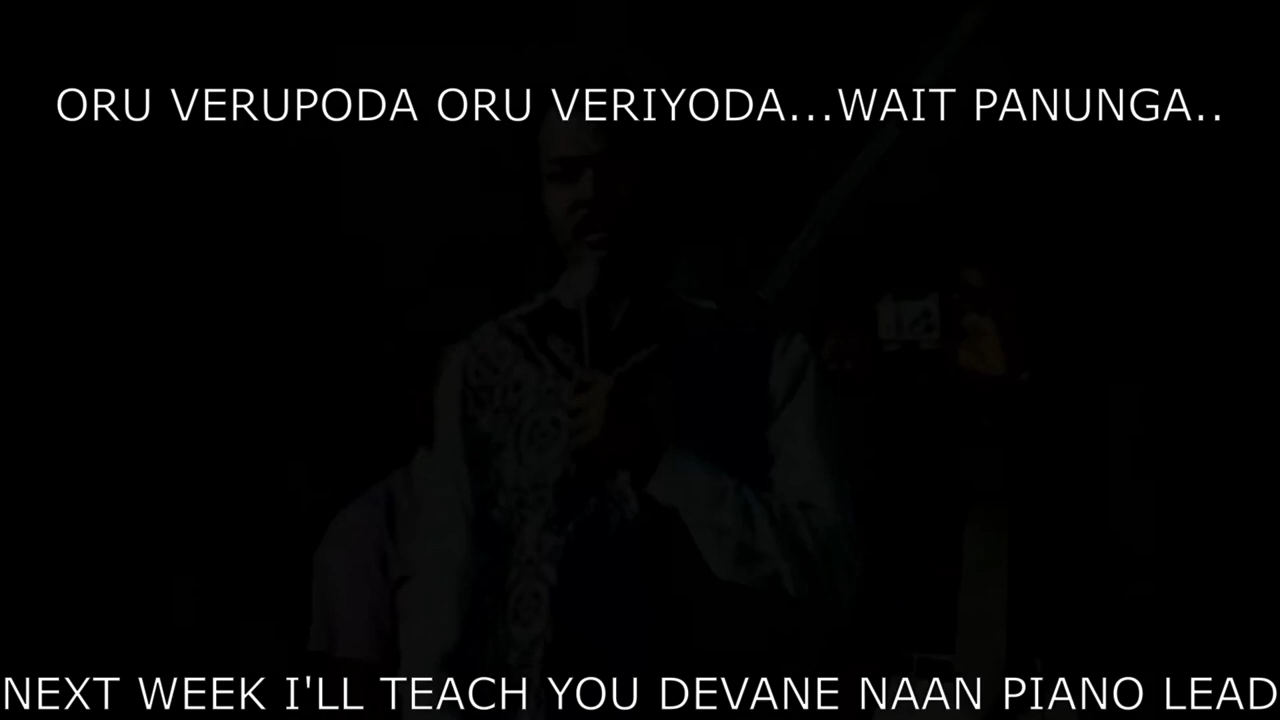 ORU VERUPODA ORU VERIYODA...WAIT PANUNGA..
NEXT WEEK I'LL TEACH YOU DEVANE NAAN PIANO LEAD